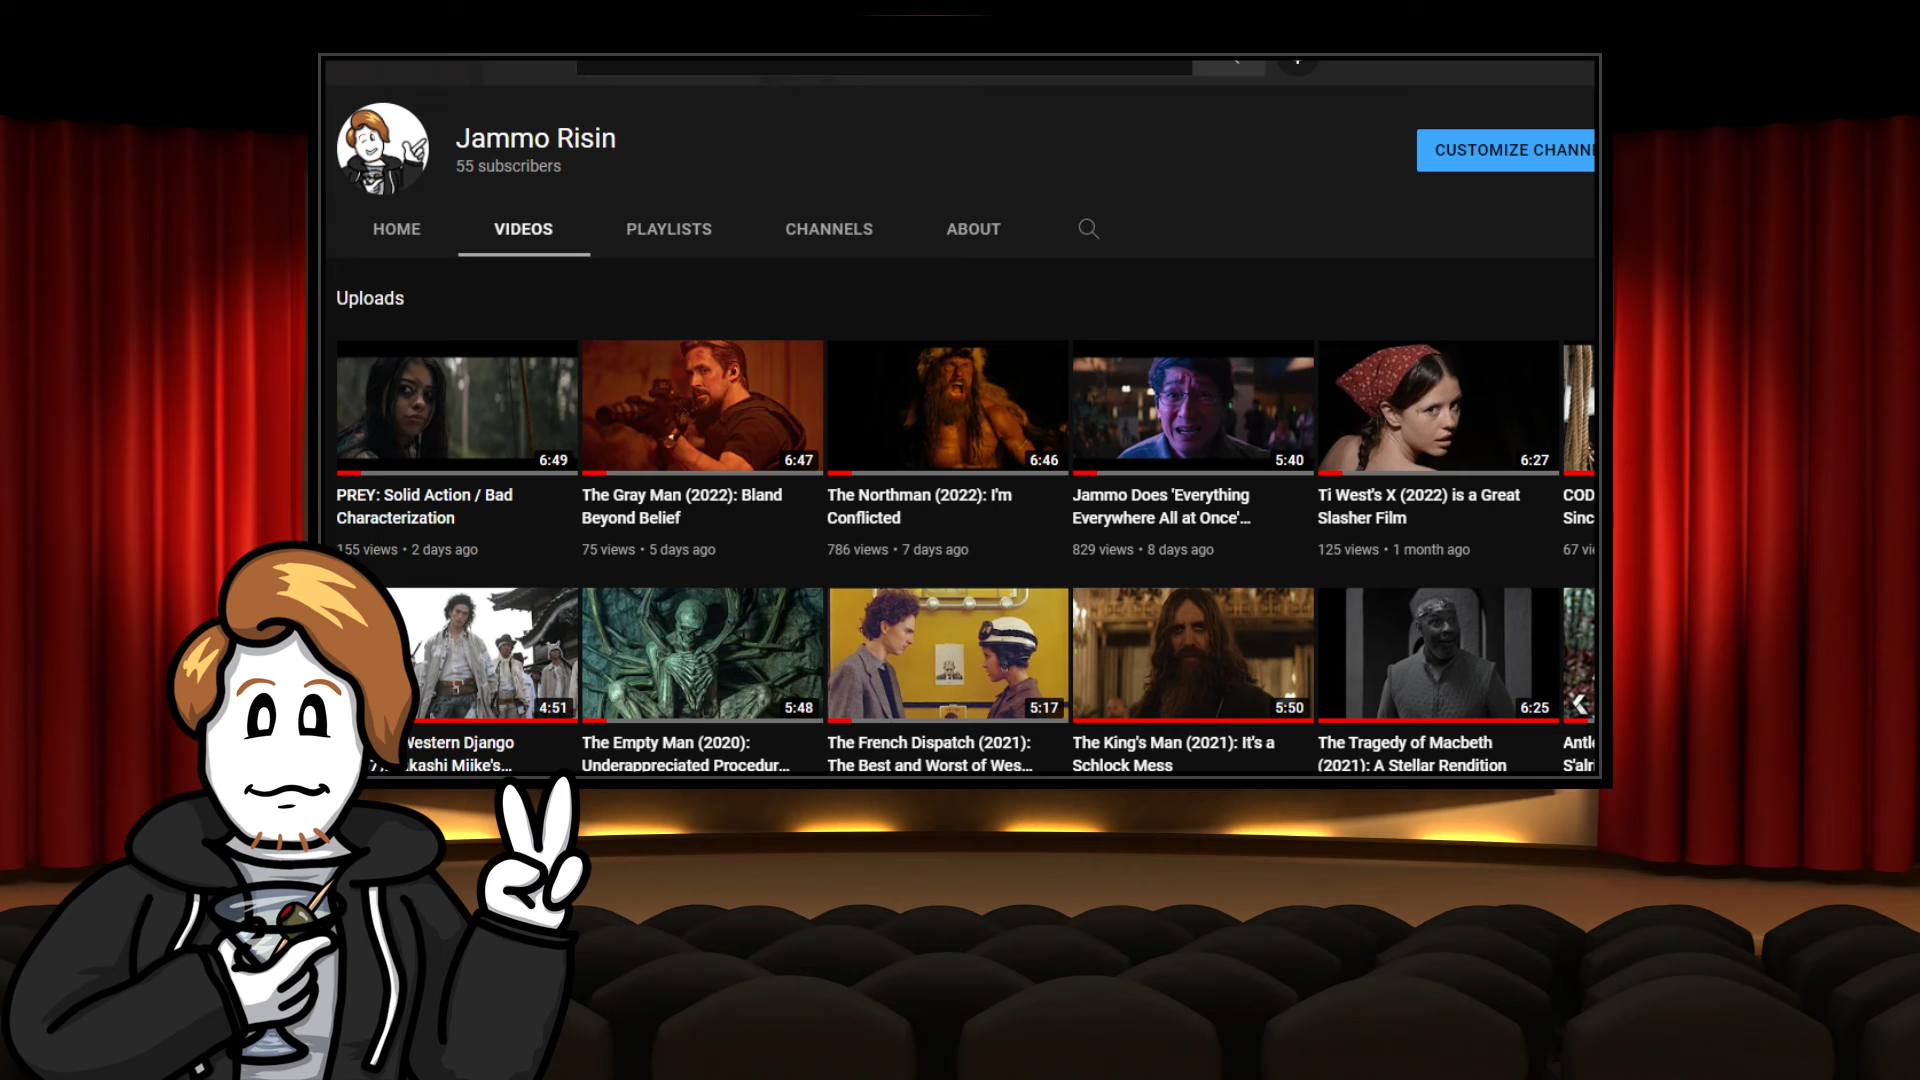 Jammo Risin
55 subscribers
CUSTOMIZE CHANN
HOME VIDEOS PLAYLISTS CHANNELS ABOUT
Uploads
6:49 6:47 6:46 5:40 6:27
PREY: Solid Action / Bad Characterization
The Gray Man (2022): Bland Beyond Belief
The Northman (2022): I'm Conflicted
Jammo Does 'Everything Everywhere All at Once'...
Ti West's X (2022) is a Great Slasher Film
COD
Sinc
155 views • 2 days ago
75 views • 5 days ago
786 views • 7 days ago
829 views • 8 days ago
125 views • 1 month ago
67 vi
4:51 5:48 5:17 5:50 6:25
Western Django
akashi Miike's...
The Empty Man (2020):
Underappreciated Procedur...
The French Dispatch (2021):
The Best and Worst of Wes...
The King's Man (2021): It's a
Schlock Mess
The Tragedy of Macbeth
(2021): A Stellar Rendition
Antl
S'alri